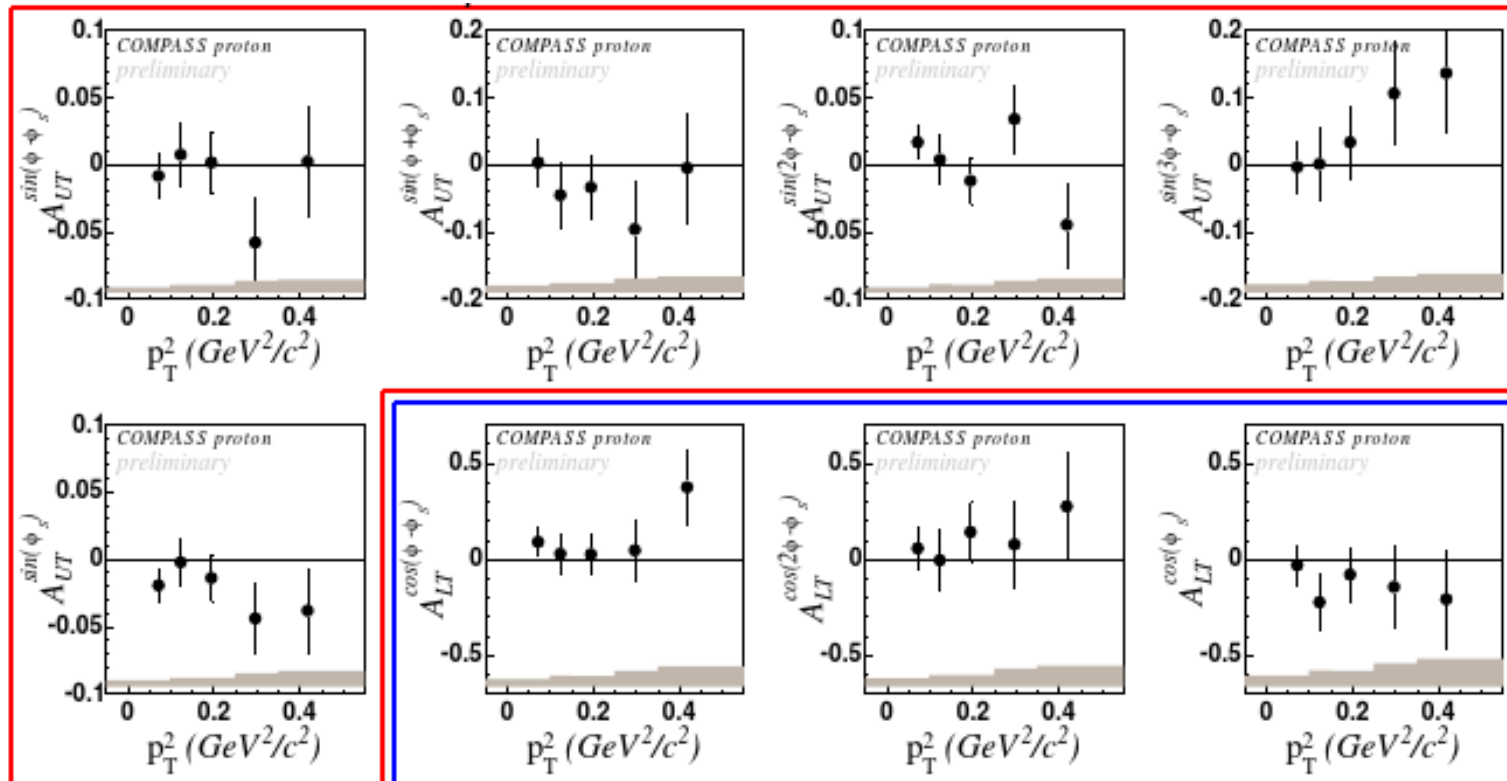 COMPASS proton
preliminary
A_UT^sin(ϕ-ϕ_s)
0.1
0.05
0
-0.05
-0.1
0 0.2 0.4
p_T^2 (GeV^2/c^2)
COMPASS proton
preliminary
A_UT^sin(ϕ+ϕ_s)
0.2
0.1
0
-0.1
-0.2
0 0.2 0.4
p_T^2 (GeV^2/c^2)
COMPASS proton
preliminary
A_UT^sin(2ϕ-ϕ_s)
0.1
0.05
0
-0.05
-0.1
0 0.2 0.4
p_T^2 (GeV^2/c^2)
COMPASS proton
preliminary
A_UT^sin(3ϕ-ϕ_s)
0.2
0.1
0
-0.1
-0.2
0 0.2 0.4
p_T^2 (GeV^2/c^2)
COMPASS proton
preliminary
A_UT^sin(ϕ_s)
0.1
0.05
0
-0.05
-0.1
0 0.2 0.4
p_T^2 (GeV^2/c^2)
COMPASS proton
preliminary
A_LT^cos(ϕ-ϕ_s)
0.5
0
-0.5
0 0.2 0.4
p_T^2 (GeV^2/c^2)
COMPASS proton
preliminary
A_LT^cos(2ϕ-ϕ_s)
0.5
0
-0.5
0 0.2 0.4
p_T^2 (GeV^2/c^2)
COMPASS proton
preliminary
A_LT^cos(ϕ_s)
0.5
0
-0.5
0 0.2 0.4
p_T^2 (GeV^2/c^2)